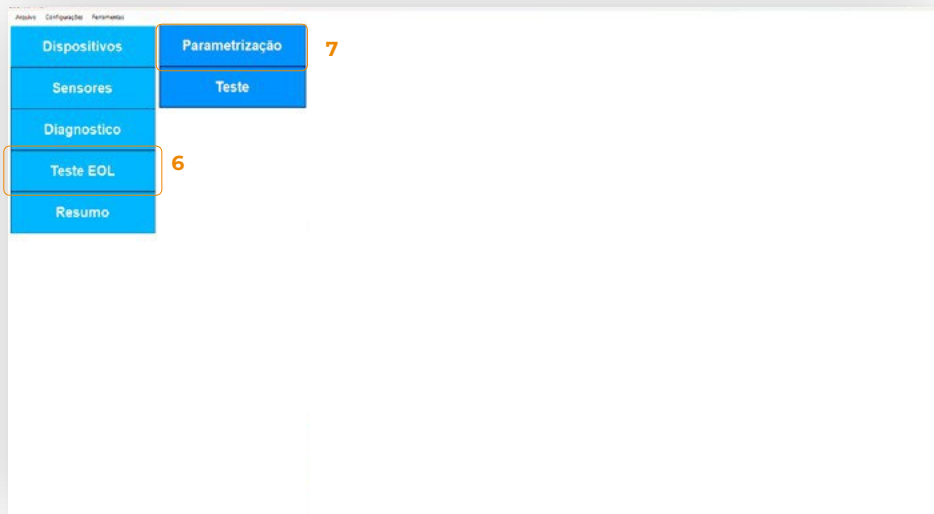 Arquivo Configurações Ferramentas
Dispositivos
Parametrização
7
Sensores
Teste
Diagnostico
Teste EOL
6
Resumo